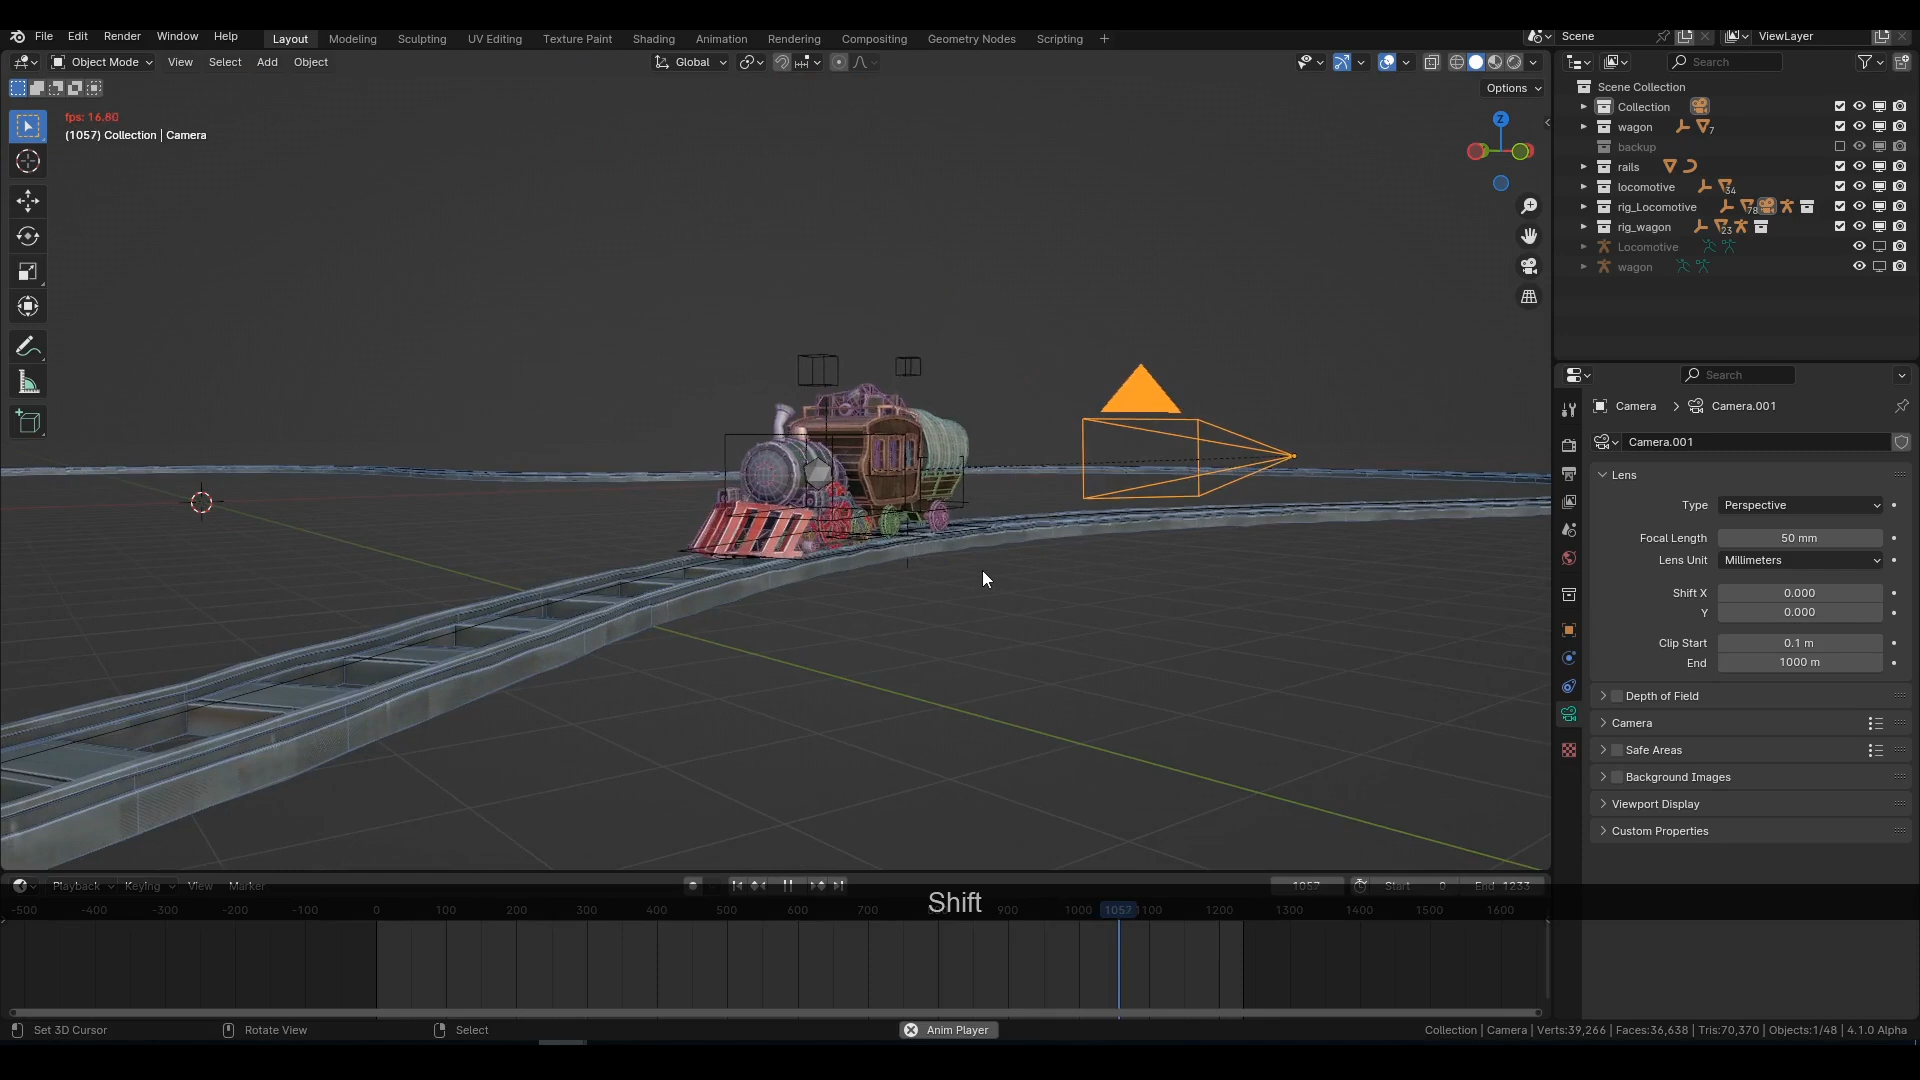 File Edit Render Window Help Layout Modeling Sculpting UV Editing Texture Paint Shading Animation Rendering Compositing Geometry Nodes Scripting + Scene ViewLayer
Object Mode View Select Add Object Global Search
Options
fps: 16.80
(1057) Collection | Camera
Z
Scene Collection
Collection
wagon 7
backup
rails
locomotive 34
rig_Locomotive 78
rig_wagon 23
Locomotive
wagon
Search
Camera Camera.001
Camera.001
Lens
Type Perspective
Focal Length 50 mm
Lens Unit Millimeters
Shift X 0.000
Y 0.000
Clip Start 0.1 m
End 1000 m
Depth of Field
Camera
Safe Areas
Background Images
Viewport Display
Custom Properties
Playback Keying View Marker 1057 Start 0 End 1233
Shift
-500 -400 -300 -200 -100 0 100 200 300 400 500 600 700 900 1000 1057 1100 1200 1300 1400 1500 1600
Set 3D Cursor Rotate View Select Anim Player Collection | Camera | Verts:39,266 | Faces:36,638 | Tris:70,370 | Objects:1/48 | 4.1.0 Alpha